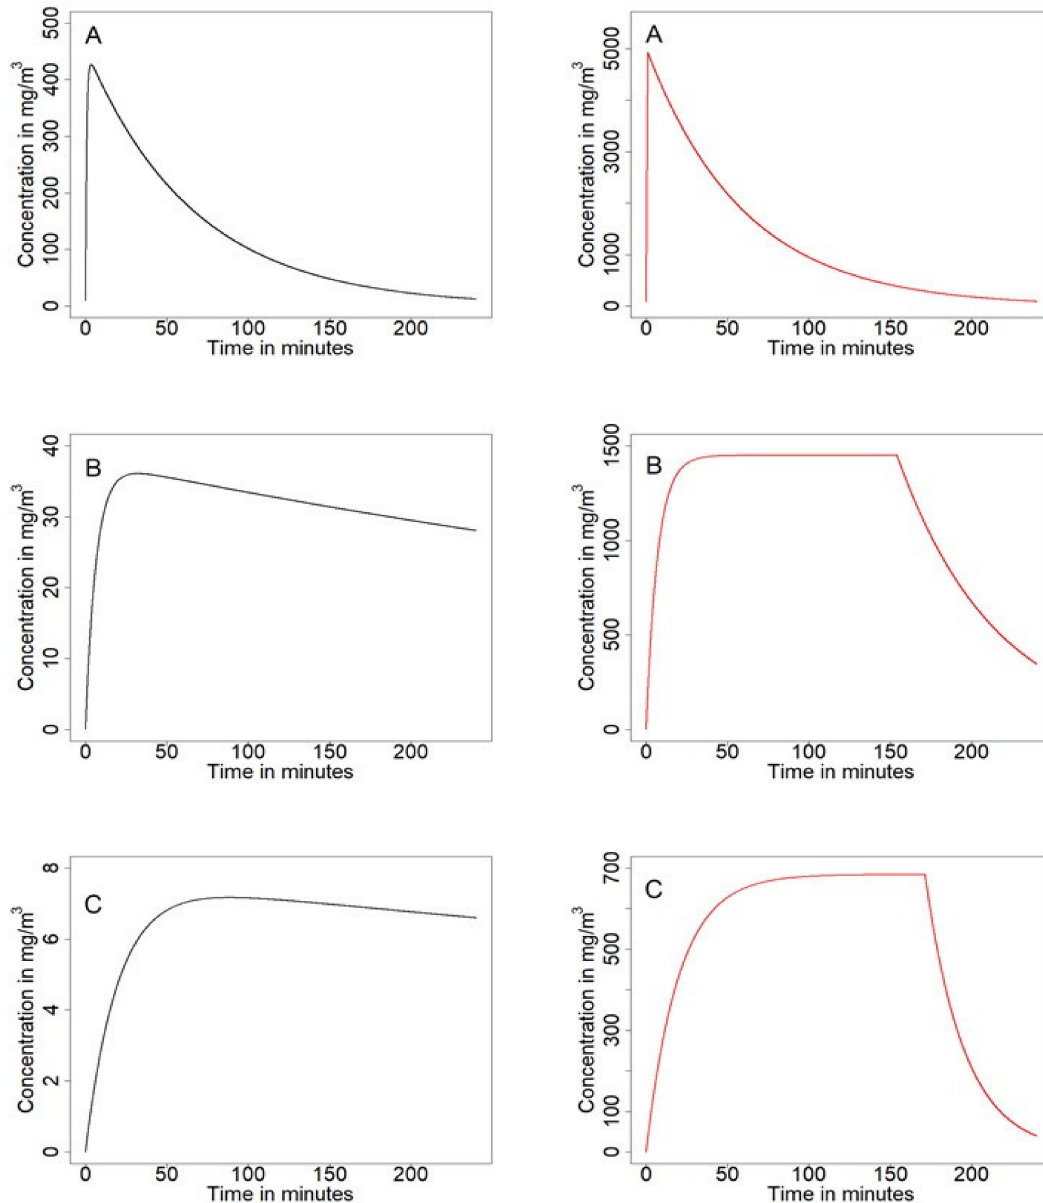 A
Concentration in mg/m³
500
400
300
200
100
0
0 50 100 150 200
Time in minutes
A
Concentration in mg/m³
5000
3000
1000
0
0 50 100 150 200
Time in minutes
B
Concentration in mg/m³
40
30
20
10
0
0 50 100 150 200
Time in minutes
B
Concentration in mg/m³
1500
1000
500
0
0 50 100 150 200
Time in minutes
C
Concentration in mg/m³
8
6
4
2
0
0 50 100 150 200
Time in minutes
C
Concentration in mg/m³
700
500
300
100
0
0 50 100 150 200
Time in minutes